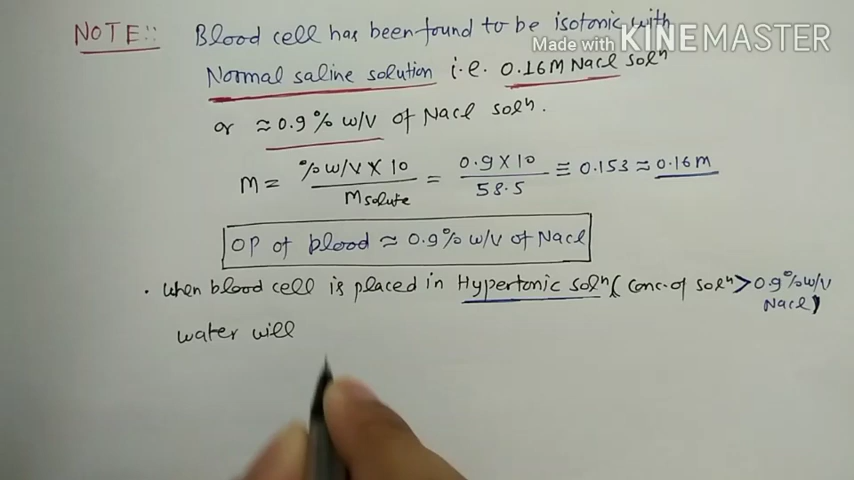 NOTE:: Blood cell has been found to be isotonic with
Made with KINEMASTER
Normal saline solution i.e. 0.16M Nacl solⁿ
or ≈ 0.9% w/v of Nacl solⁿ.
M = %w/v X 10 / Msolute = 0.9 X 10 / 58.5 ≡ 0.153 ≈ 0.16M
OP of blood ≈ 0.9% w/v of Nacl
• when blood cell is placed in Hypertonic solⁿ ( conc. of solⁿ > 0.9% w/v
Nacl)
water will